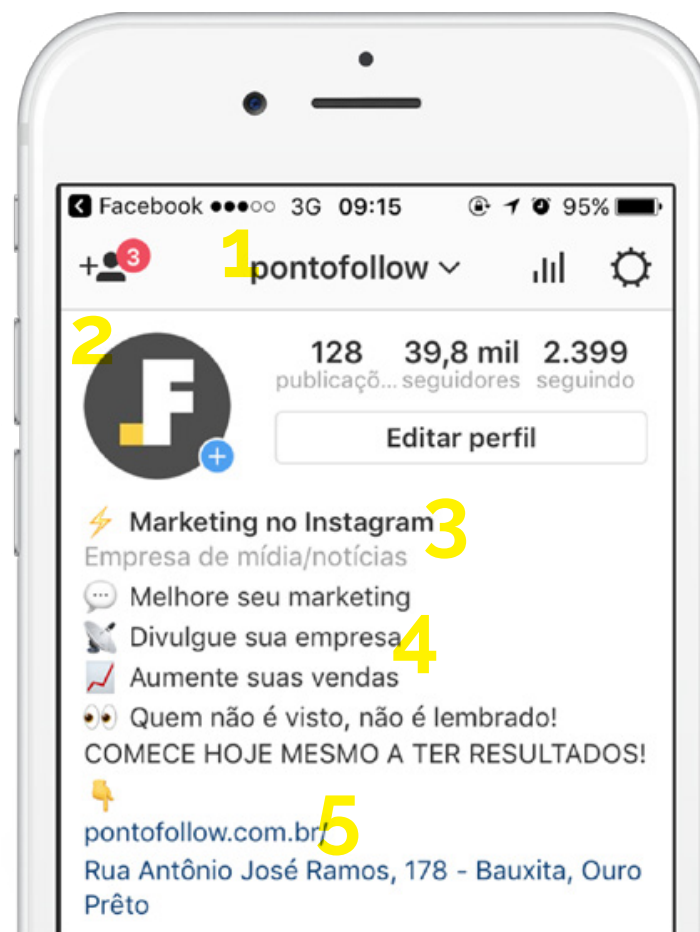 Facebook 3G 09:15 95%
3
1
pontofollow
2
F
128 39,8 mil 2.399
publicaçõ... seguidores seguindo
Editar perfil
⚡ Marketing no Instagram 3
Empresa de mídia/notícias
💬 Melhore seu marketing
📡 Divulgue sua empresa 4
📈 Aumente suas vendas
👀 Quem não é visto, não é lembrado!
COMECE HOJE MESMO A TER RESULTADOS!
👇
pontofollow.com.br/ 5
Rua Antônio José Ramos, 178 - Bauxita, Ouro
Prêto